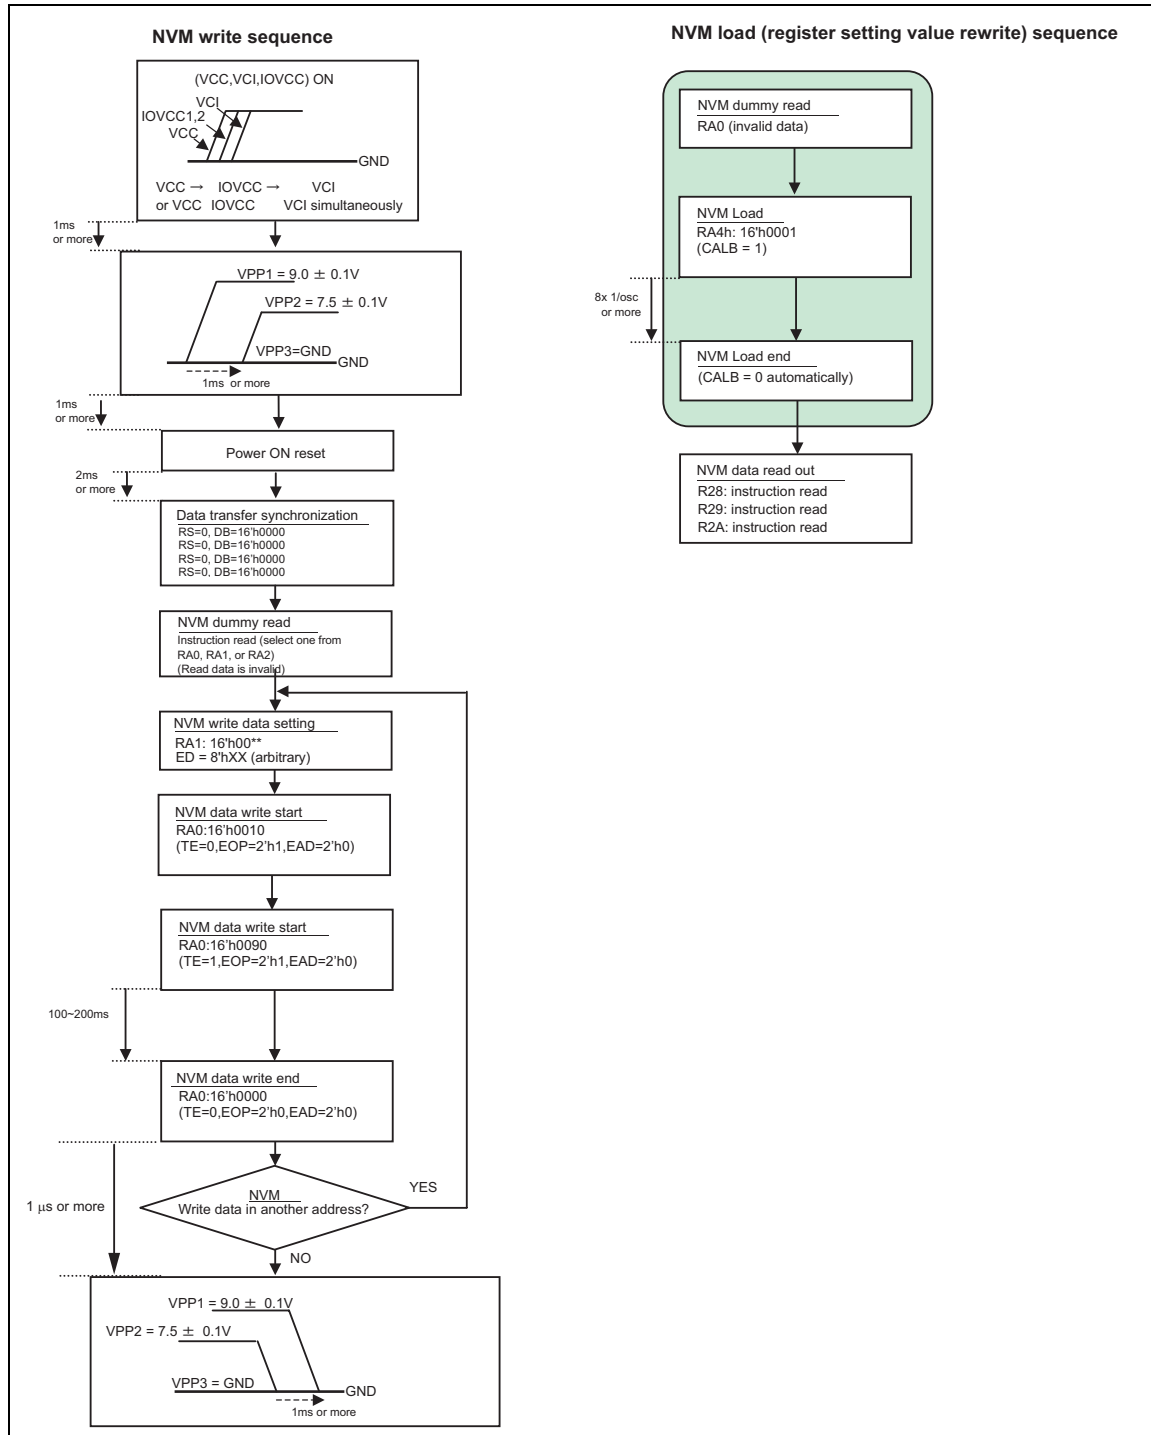 NVM write sequence
(VCC,VCI,IOVCC) ON
VCI
IOVCC1,2
VCC
GND
VCC → IOVCC → VCI
or VCC IOVCC VCI simultaneously
1ms
or more
VPP1 = 9.0 ± 0.1V
VPP2 = 7.5 ± 0.1V
VPP3=GND
GND
1ms or more
1ms
or more
Power ON reset
2ms
or more
Data transfer synchronization
RS=0, DB=16'h0000
RS=0, DB=16'h0000
RS=0, DB=16'h0000
RS=0, DB=16'h0000
NVM dummy read
Instruction read (select one from
RA0, RA1, or RA2)
(Read data is invalid)
NVM write data setting
RA1: 16'h00**
ED = 8'hXX (arbitrary)
NVM data write start
RA0:16'h0010
(TE=0,EOP=2'h1,EAD=2'h0)
NVM data write start
RA0:16'h0090
(TE=1,EOP=2'h1,EAD=2'h0)
100~200ms
NVM data write end
RA0:16'h0000
(TE=0,EOP=2'h0,EAD=2'h0)
1 μs or more
NVM
Write data in another address?
YES
NO
VPP1 = 9.0 ± 0.1V
VPP2 = 7.5 ± 0.1V
VPP3 = GND
GND
1ms or more
NVM load (register setting value rewrite) sequence
NVM dummy read
RA0 (invalid data)
NVM Load
RA4h: 16'h0001
(CALB = 1)
8x 1/osc
or more
NVM Load end
(CALB = 0 automatically)
NVM data read out
R28: instruction read
R29: instruction read
R2A: instruction read